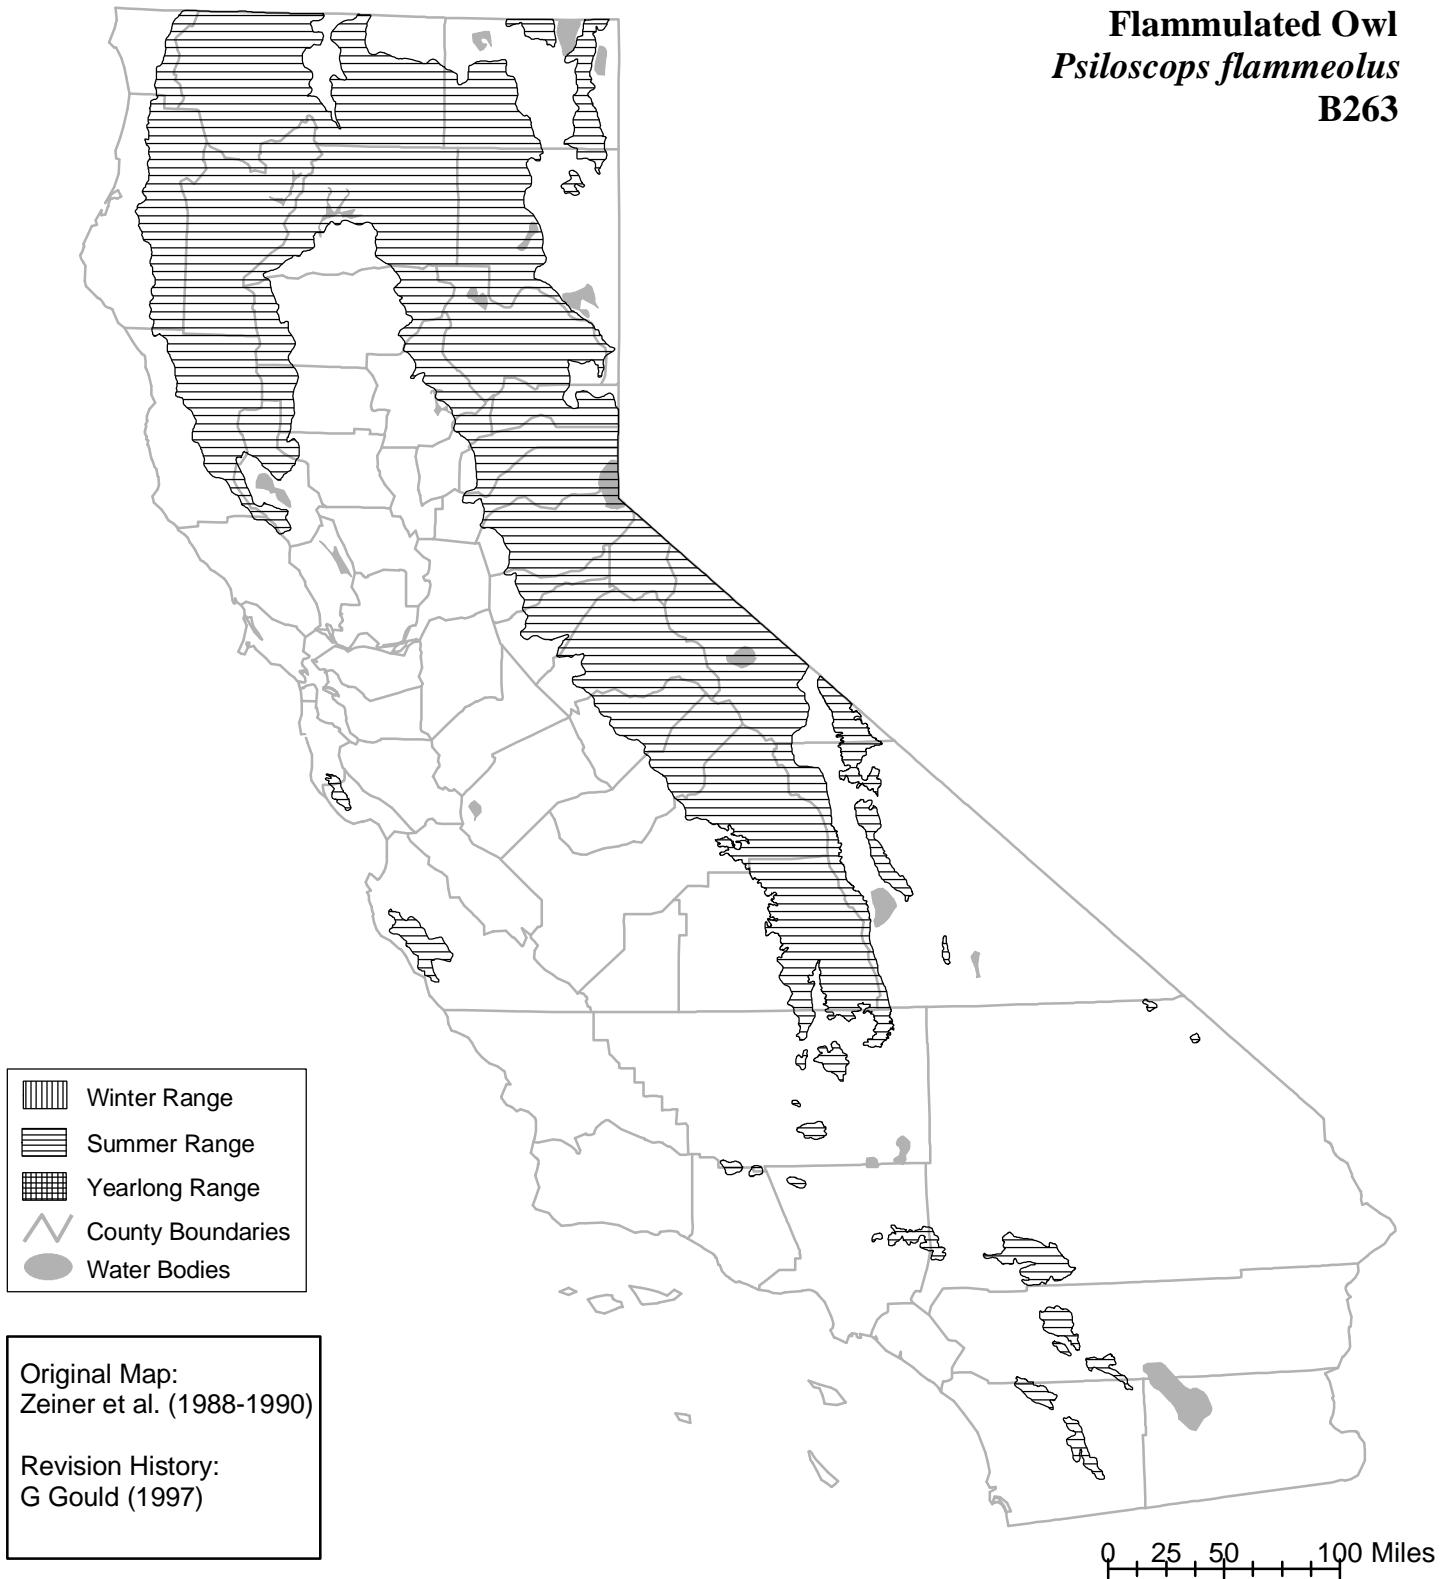 Flammulated Owl
Psiloscops flammeolus
B263
Winter Range
Summer Range
Yearlong Range
County Boundaries
Water Bodies
Original Map:
Zeiner et al. (1988-1990)
Revision History:
G Gould (1997)
0 25 50 100 Miles